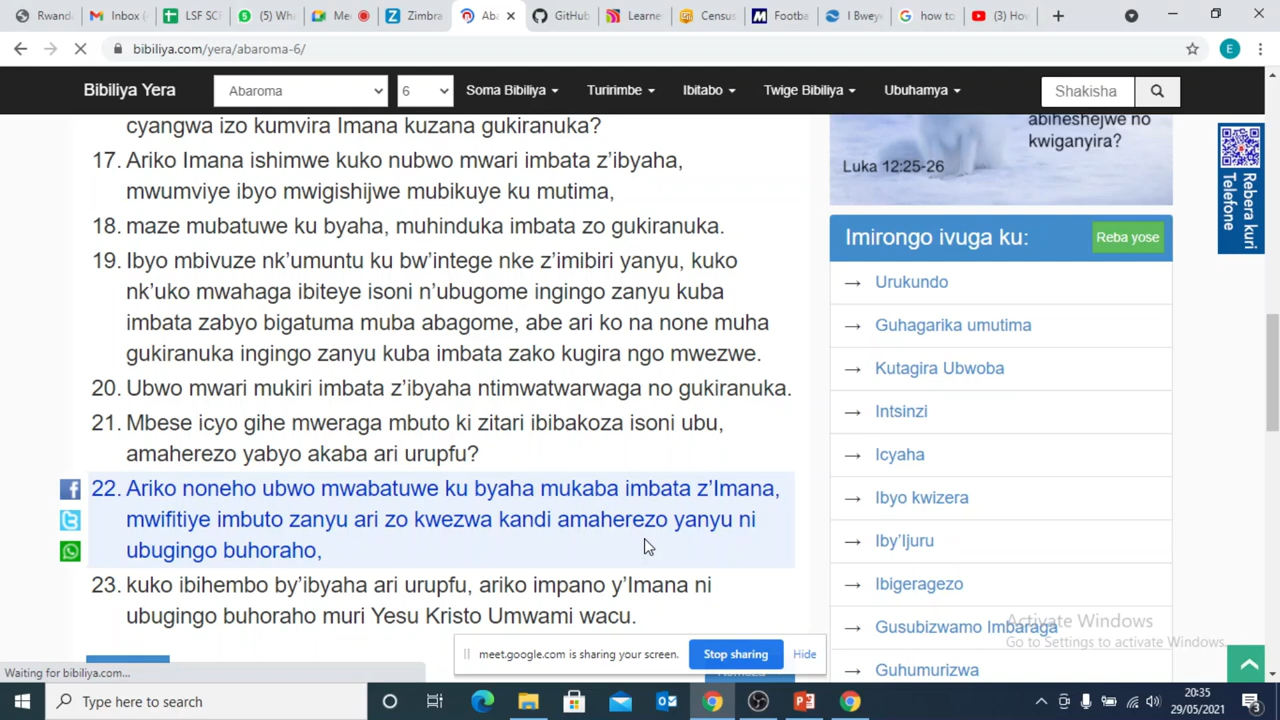 Rwand
Inbox (
LSF SCH
(5) Wha
Me
Zimbra
Aba
GitHub
Learne
Census
Footba
I Bweye
how to
(3) How
bibiliya.com/yera/abaroma-6/
E
Bibiliya Yera
Abaroma
6
Soma Bibiliya
Turirimbe
Ibitabo
Twige Bibiliya
Ubuhamya
Shakisha
cyangwa izo kumvira Imana kuzana gukiranuka?
17. Ariko Imana ishimwe kuko nubwo mwari imbata z’ibyaha,
mwumviye ibyo mwigishijwe mubikuye ku mutima,
18. maze mubatuwe ku byaha, muhinduka imbata zo gukiranuka.
19. Ibyo mbivuze nk’umuntu ku bw’intege nke z’imibiri yanyu, kuko
nk’uko mwahaga ibiteye isoni n’ubugome ingingo zanyu kuba
imbata zabyo bigatuma muba abagome, abe ari ko na none muha
gukiranuka ingingo zanyu kuba imbata zako kugira ngo mwezwe.
20. Ubwo mwari mukiri imbata z’ibyaha ntimwatwarwaga no gukiranuka.
21. Mbese icyo gihe mweraga mbuto ki zitari ibibakoza isoni ubu,
amaherezo yabyo akaba ari urupfu?
22. Ariko noneho ubwo mwabatuwe ku byaha mukaba imbata z’Imana,
mwifitiye imbuto zanyu ari zo kwezwa kandi amaherezo yanyu ni
ubugingo buhoraho,
23. kuko ibihembo by’ibyaha ari urupfu, ariko impano y’Imana ni
ubugingo buhoraho muri Yesu Kristo Umwami wacu.
abiheshejwe no
kwiganyira?
Luka 12:25-26
Rebera kuri
Telefone
Imirongo ivuga ku:
Reba yose
Urukundo
Guhagarika umutima
Kutagira Ubwoba
Intsinzi
Icyaha
Ibyo kwizera
Iby’Ijuru
Ibigeragezo
Gusubizwamo Imbaraga
Guhumurizwa
Activate Windows
Go to Settings to activate Windows.
meet.google.com is sharing your screen.
Stop sharing
Hide
Waiting for bibiliya.com...
Type here to search
20:35
29/05/2021
3